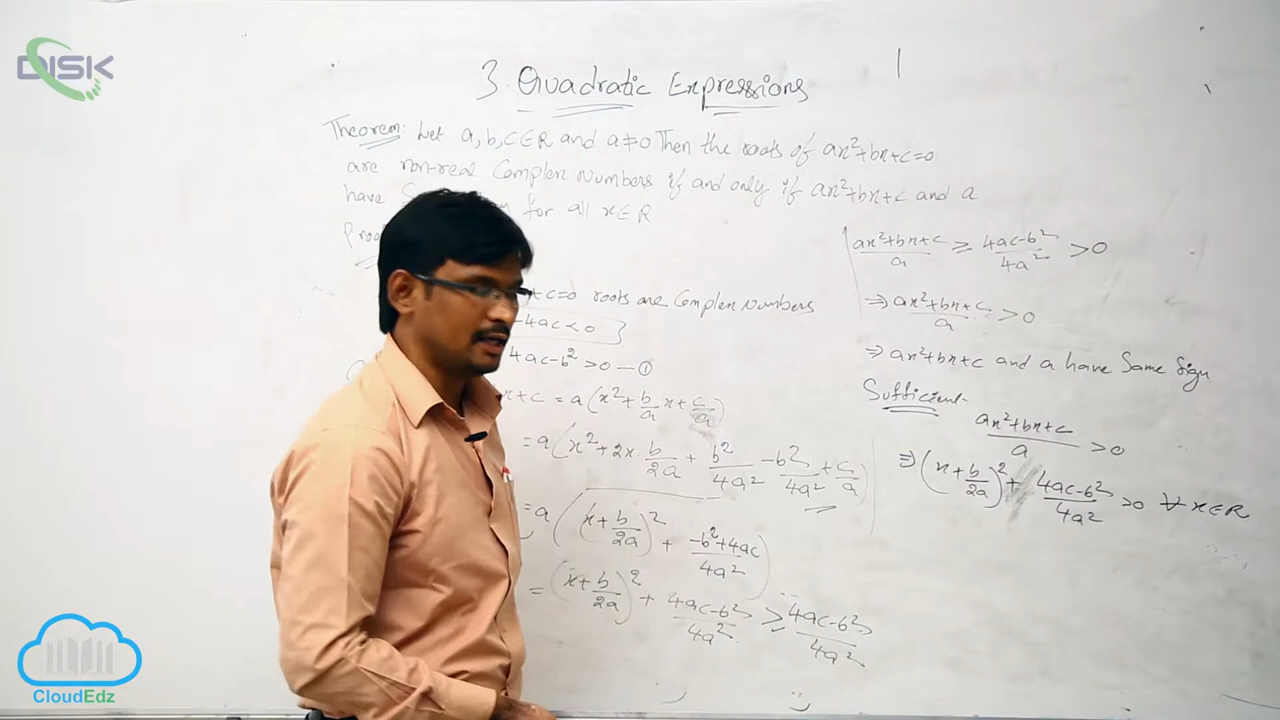 DISK
3. Quadratic Expressions
Theorem: Let a, b, c ∈ R and a ≠ 0 Then the roots of ax²+bx+c=0
are non-real Complex Numbers if and only if ax²+bx+c and a
have for all x∈R
+c=0 roots are Complex Numbers
-4ac<0
4ac-b²>0 — ①
x+c = a(x²+b/a x+c/a)
= a(x²+2x·b/2a + b²/4a² - b²/4a² + c/a)
= a((x+b/2a)² + -b²+4ac/4a²)
= (x+b/2a)² + 4ac-b²/4a² ≥ 4ac-b²/4a²
ax²+bx+c/a ≥ 4ac-b²/4a² >0
⇒ ax²+bx+c/a >0
⇒ ax²+bx+c and a have Same Sign
Sufficient
ax²+bx+c/a >0
⇒ (x+b/2a)²+ 4ac-b²/4a² >0 ∀ x∈R
CloudEdz